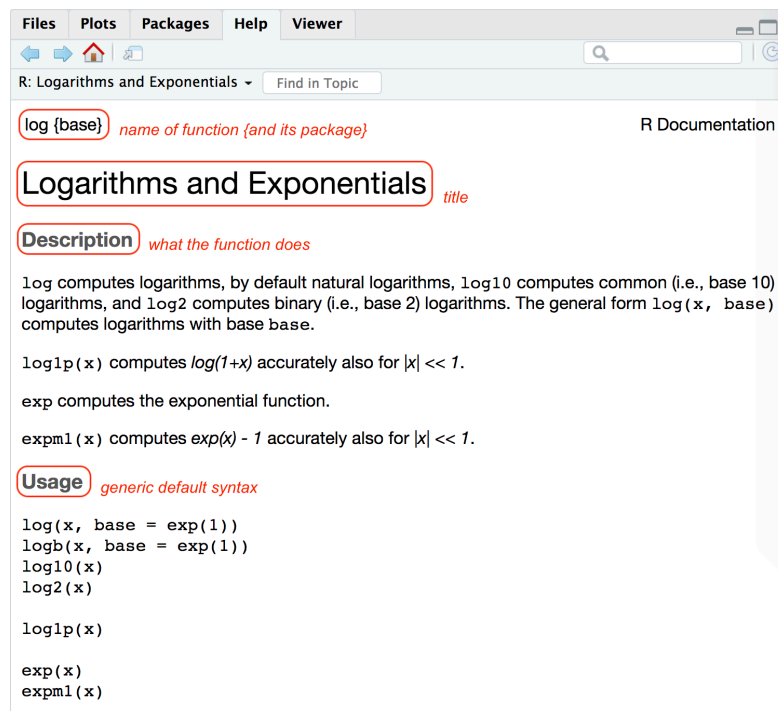 Files Plots Packages Help Viewer
R: Logarithms and Exponentials Find in Topic
log {base} name of function {and its package} R Documentation
Logarithms and Exponentials title
Description what the function does
log computes logarithms, by default natural logarithms, log10 computes common (i.e., base 10)
logarithms, and log2 computes binary (i.e., base 2) logarithms. The general form log(x, base)
computes logarithms with base base.
log1p(x) computes log(1+x) accurately also for |x| << 1.
exp computes the exponential function.
expm1(x) computes exp(x) - 1 accurately also for |x| << 1.
Usage generic default syntax
log(x, base = exp(1))
logb(x, base = exp(1))
log10(x)
log2(x)
log1p(x)
exp(x)
expm1(x)